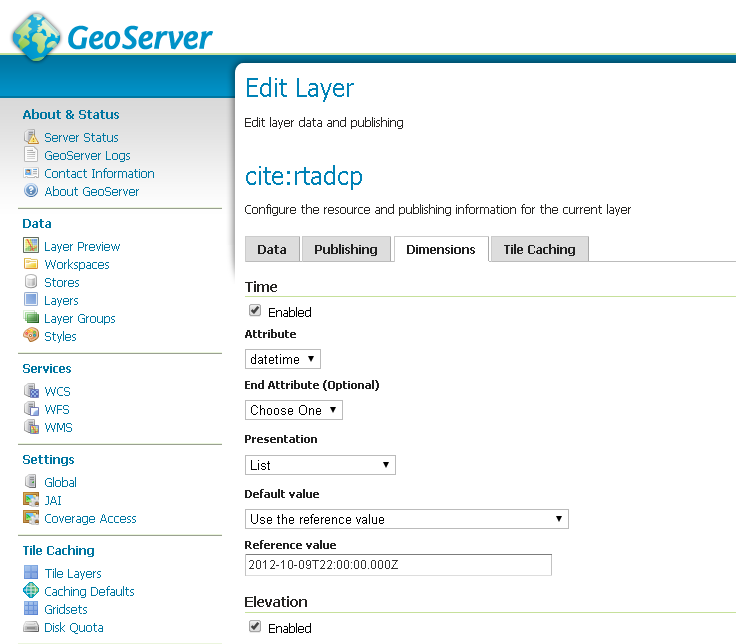 GeoServer
About & Status
Server Status
GeoServer Logs
Contact Information
About GeoServer
Data
Layer Preview
Workspaces
Stores
Layers
Layer Groups
Styles
Services
WCS
WFS
WMS
Settings
Global
JAI
Coverage Access
Tile Caching
Tile Layers
Caching Defaults
Gridsets
Disk Quota
Edit Layer
Edit layer data and publishing
cite:rtadcp
Configure the resource and publishing information for the current layer
Data Publishing Dimensions Tile Caching
Time
Enabled
Attribute
datetime
End Attribute (Optional)
Choose One
Presentation
List
Default value
Use the reference value
Reference value
2012-10-09T22:00:00.000Z
Elevation
Enabled